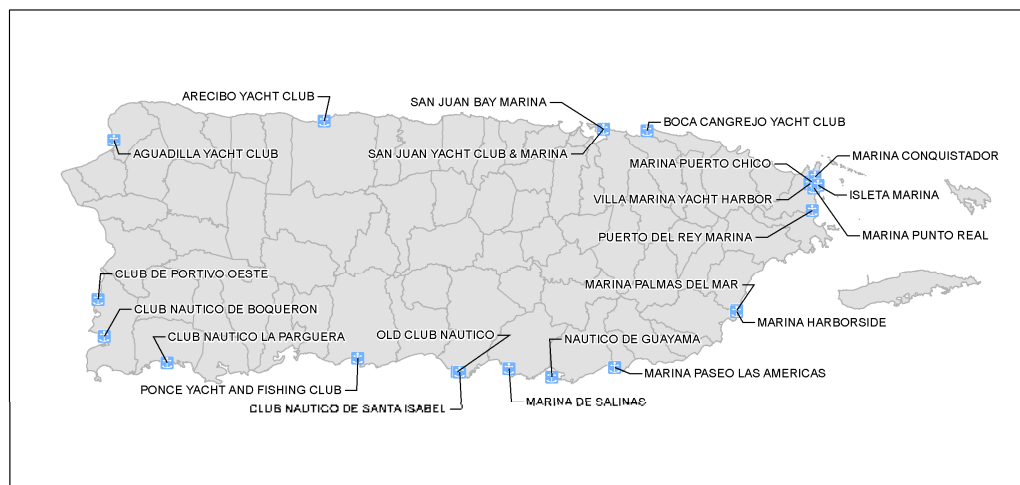 ARECIBO YACHT CLUB
SAN JUAN BAY MARINA
BOCA CANGREJO YACHT CLUB
AGUADILLA YACHT CLUB
SAN JUAN YACHT CLUB & MARINA
MARINA PUERTO CHICO
MARINA CONQUISTADOR
VILLA MARINA YACHT HARBOR
ISLETA MARINA
PUERTO DEL REY MARINA
MARINA PUNTO REAL
CLUB DE PORTIVO OESTE
MARINA PALMAS DEL MAR
CLUB NAUTICO DE BOQUERON
MARINA HARBORSIDE
CLUB NAUTICO LA PARGUERA
OLD CLUB NAUTICO
NAUTICO DE GUAYAMA
MARINA PASEO LAS AMERICAS
PONCE YACHT AND FISHING CLUB
MARINA DE SALINAS
CLUB NAUTICO DE SANTA ISABEL